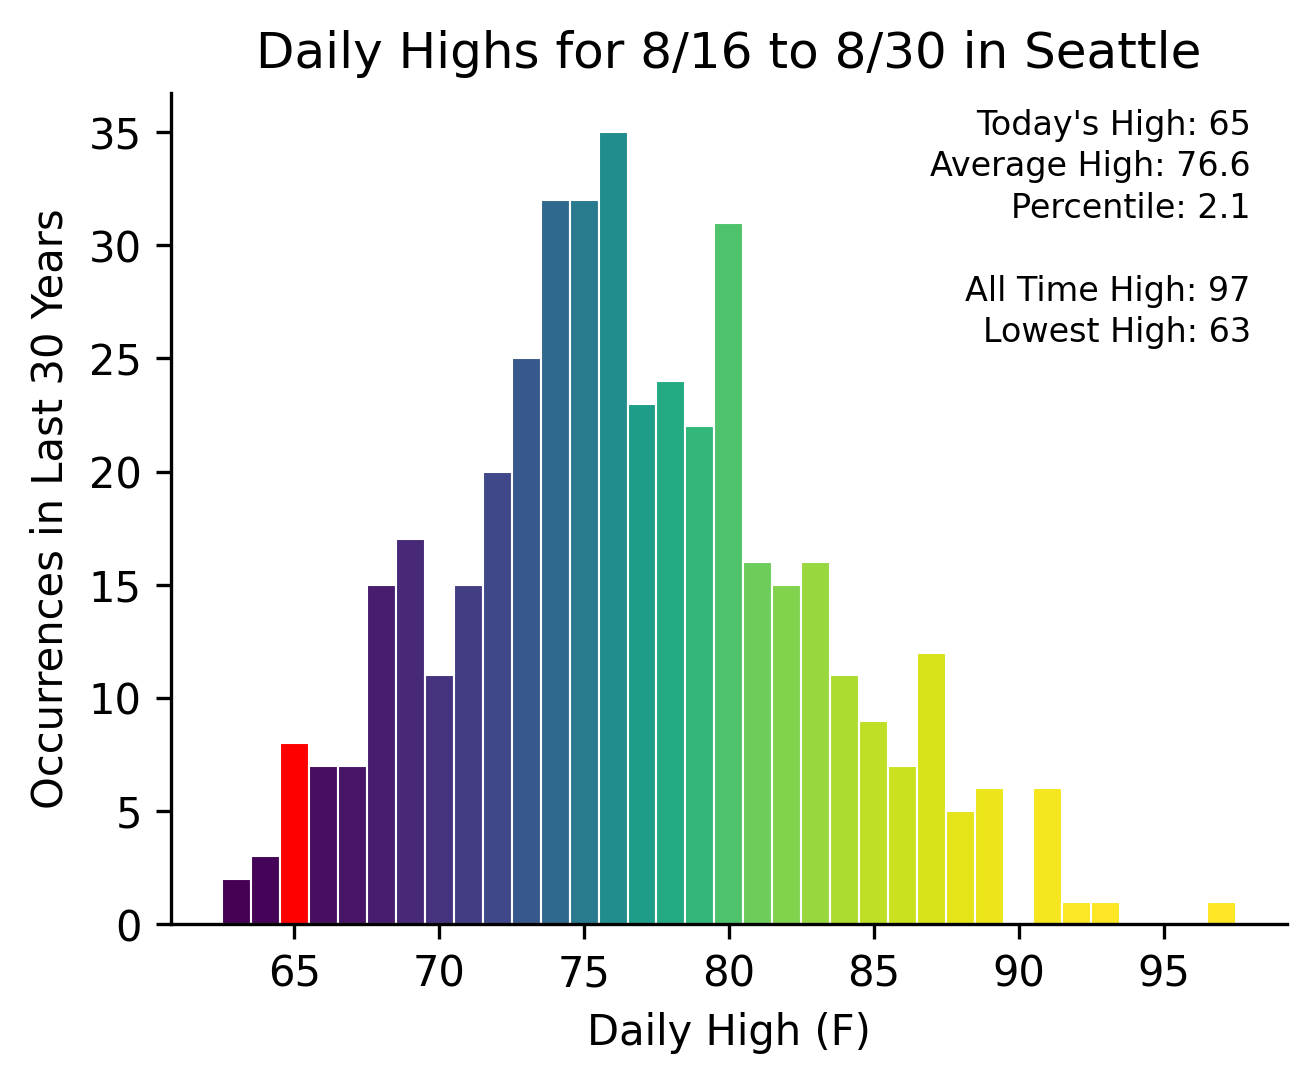 Daily Highs for 8/16 to 8/30 in Seattle
Today's High: 65
Average High: 76.6
Percentile: 2.1
All Time High: 97
Lowest High: 63
Occurrences in Last 30 Years
35
30
25
20
15
10
5
0
65 70 75 80 85 90 95
Daily High (F)